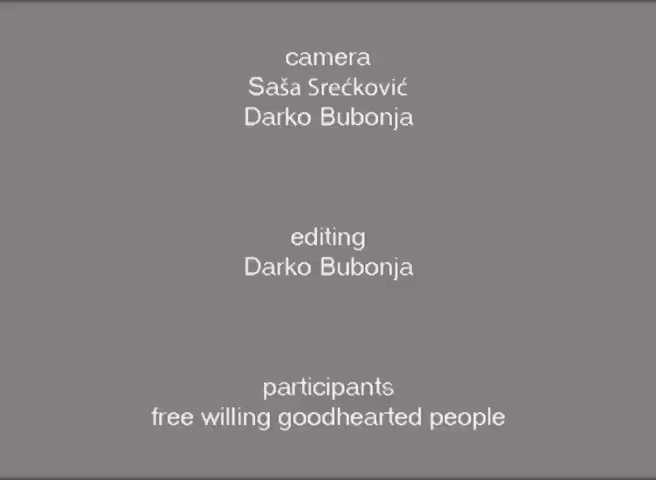 camera
Saša Srećković
Darko Bubonja
editing
Darko Bubonja
participants
free willing goodhearted people